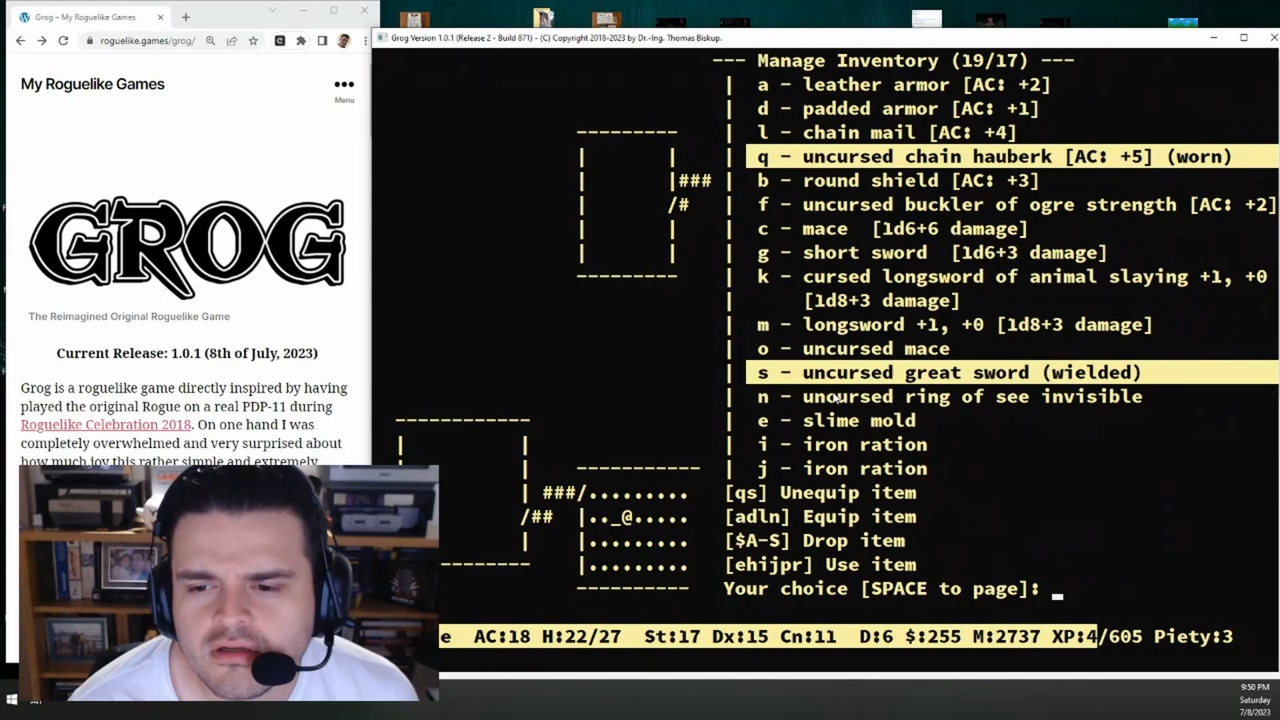 Grog – My Roguelike Games
roguelike.games/grog/
My Roguelike Games
Menu
GROG
The Reimagined Original Roguelike Game
Current Release: 1.0.1 (8th of July, 2023)
Grog is a roguelike game directly inspired by having
played the original Rogue on a real PDP-11 during
Roguelike Celebration 2018. On one hand I was
completely overwhelmed and very surprised about
how much joy this rather simple and extremely
Grog Version 1.0.1 (Release 2 - Build 871) - (C) Copyright 2018-2023 by Dr.-Ing. Thomas Biskup.
--- Manage Inventory (19/17) ---
a - leather armor [AC: +2]
d - padded armor [AC: +1]
l - chain mail [AC: +4]
q - uncursed chain hauberk [AC: +5] (worn)
b - round shield [AC: +3]
f - uncursed buckler of ogre strength [AC: +2]
c - mace [1d6+6 damage]
g - short sword [1d6+3 damage]
k - cursed longsword of animal slaying +1, +0
[1d8+3 damage]
m - longsword +1, +0 [1d8+3 damage]
o - uncursed mace
s - uncursed great sword (wielded)
n - uncursed ring of see invisible
e - slime mold
i - iron ration
j - iron ration
[qs] Unequip item
[adln] Equip item
[$A-S] Drop item
[ehijpr] Use item
Your choice [SPACE to page]: _
e AC:18 H:22/27 St:17 Dx:15 Cn:11 D:6 $:255 M:2737 XP:4/605 Piety:3
9:50 PM
Saturday
7/8/2023